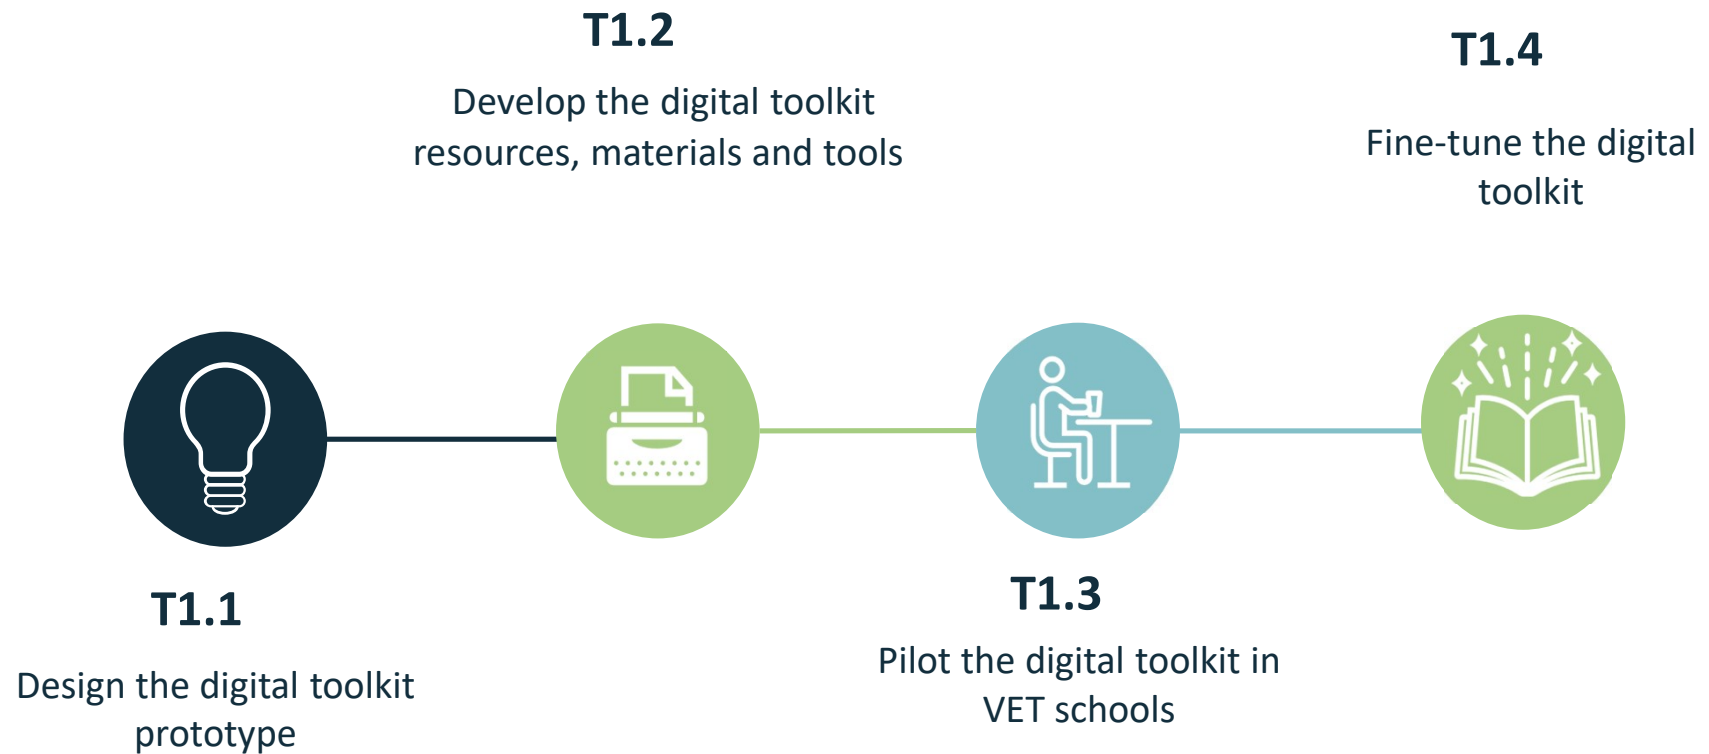 T1.1
Design the digital toolkit
prototype
T1.2
Develop the digital toolkit
resources, materials and tools
T1.3
Pilot the digital toolkit in
VET schools
T1.4
Fine-tune the digital
toolkit